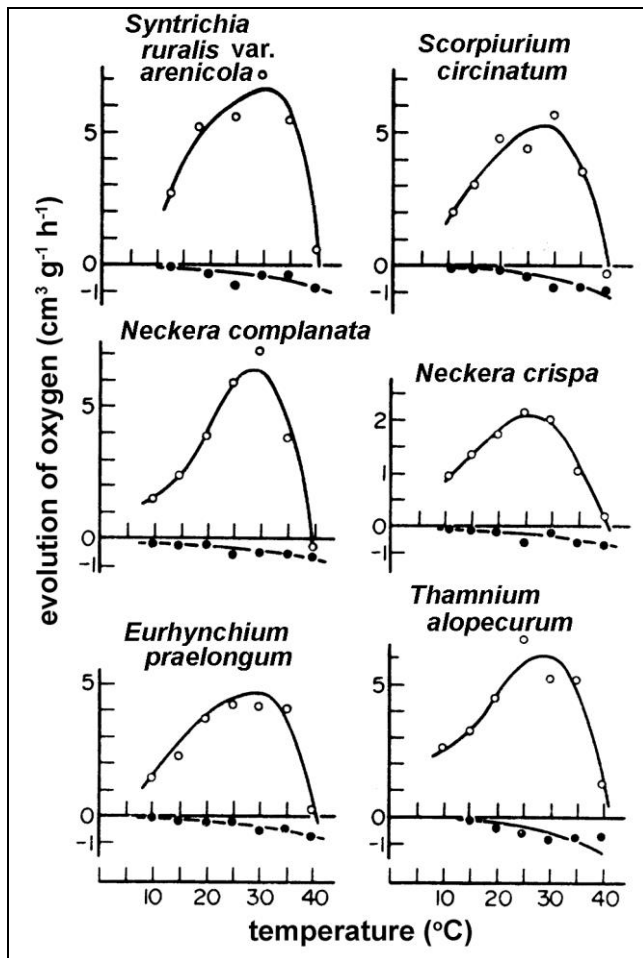 Syntrichia
ruralis var.
arenicola
5
0
-1
Scorpiurium
circinatum
5
0
-1
Neckera complanata
5
0
-1
Neckera crispa
2
1
0
-1
Eurhynchium
praelongum
5
0
-1
Thamnium
alopecurum
5
0
-1
10 20 30 40
10 20 30 40
temperature (°C)
evolution of oxygen (cm³ g⁻¹ h⁻¹)